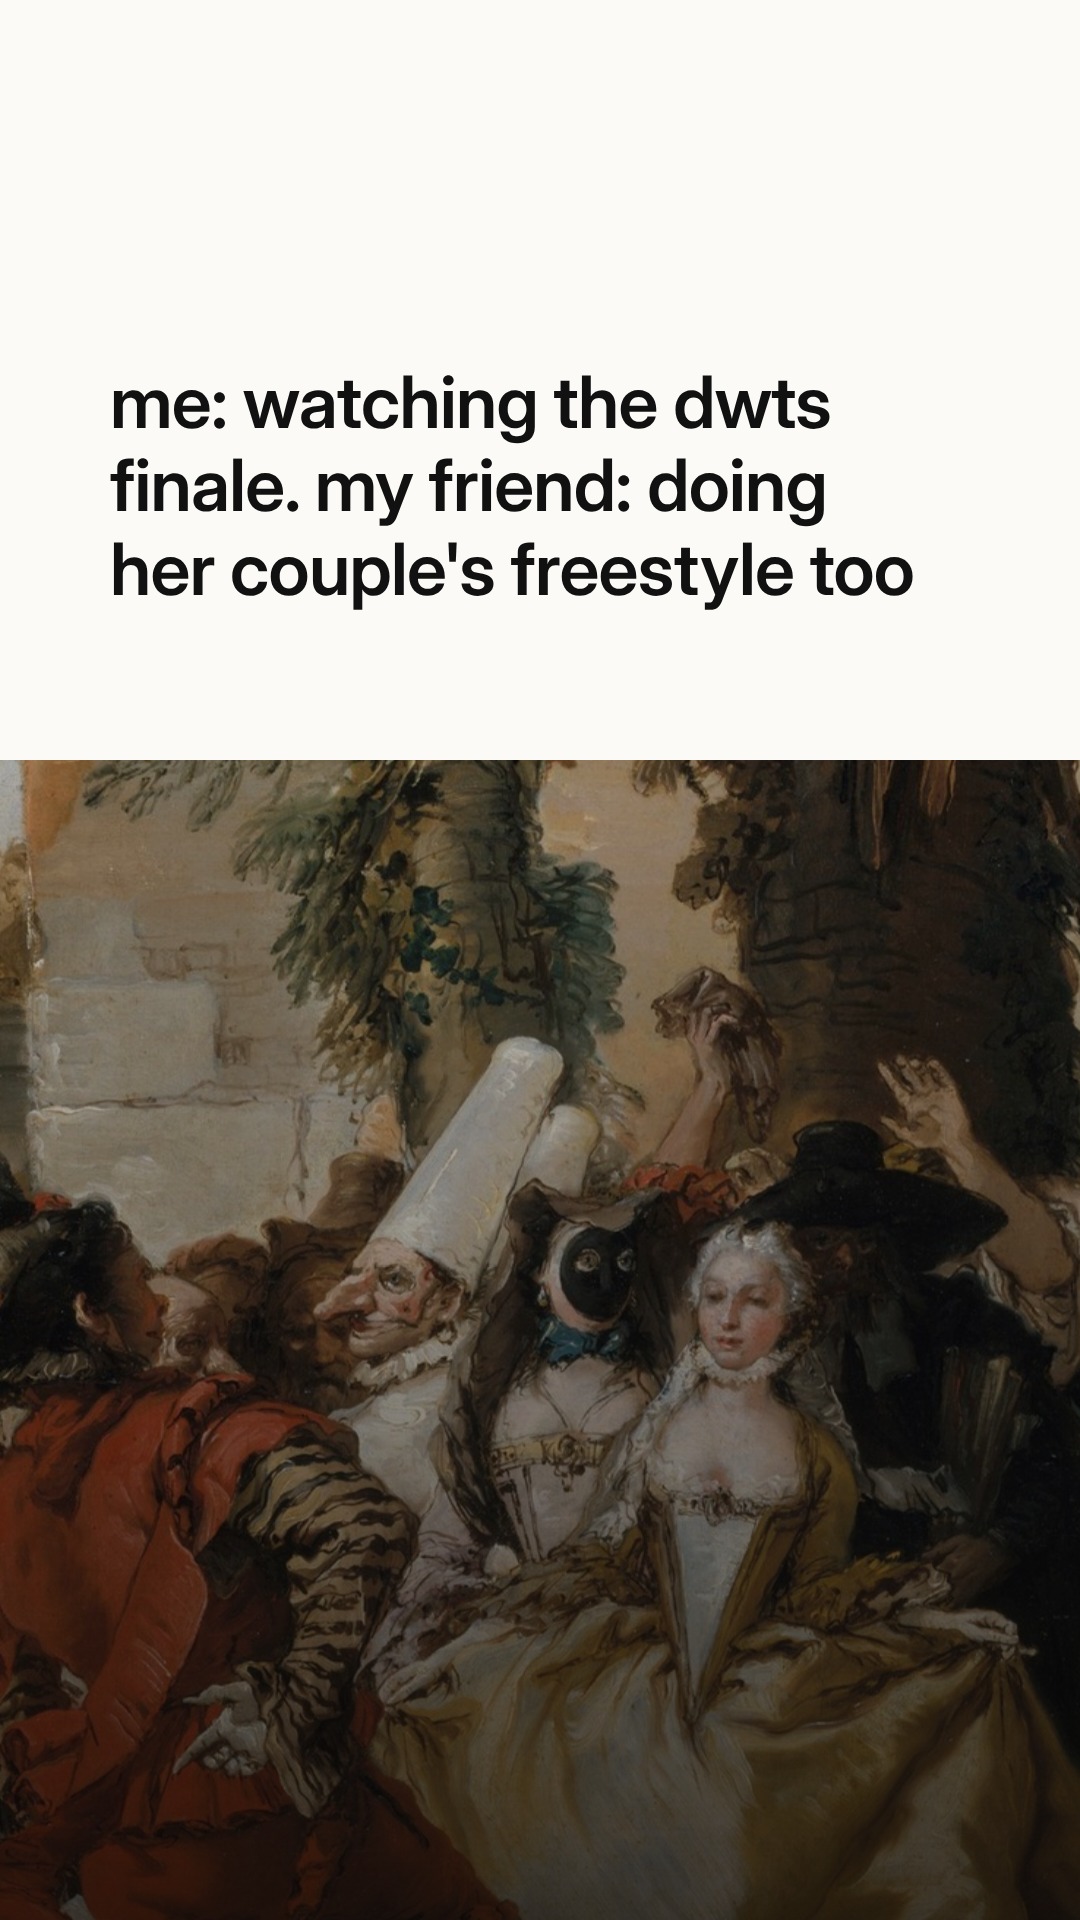 me: watching the dwts
finale. my friend: doing
her couple's freestyle too